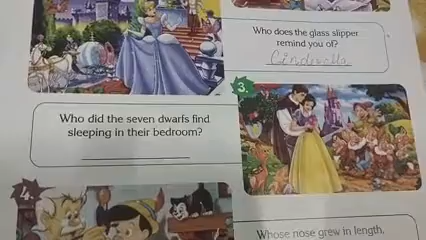 Who does the glass slipper
remind you of?
Cinderella
3.
Who did the seven dwarfs find
sleeping in their bedroom?
4.
Whose nose grew in length,